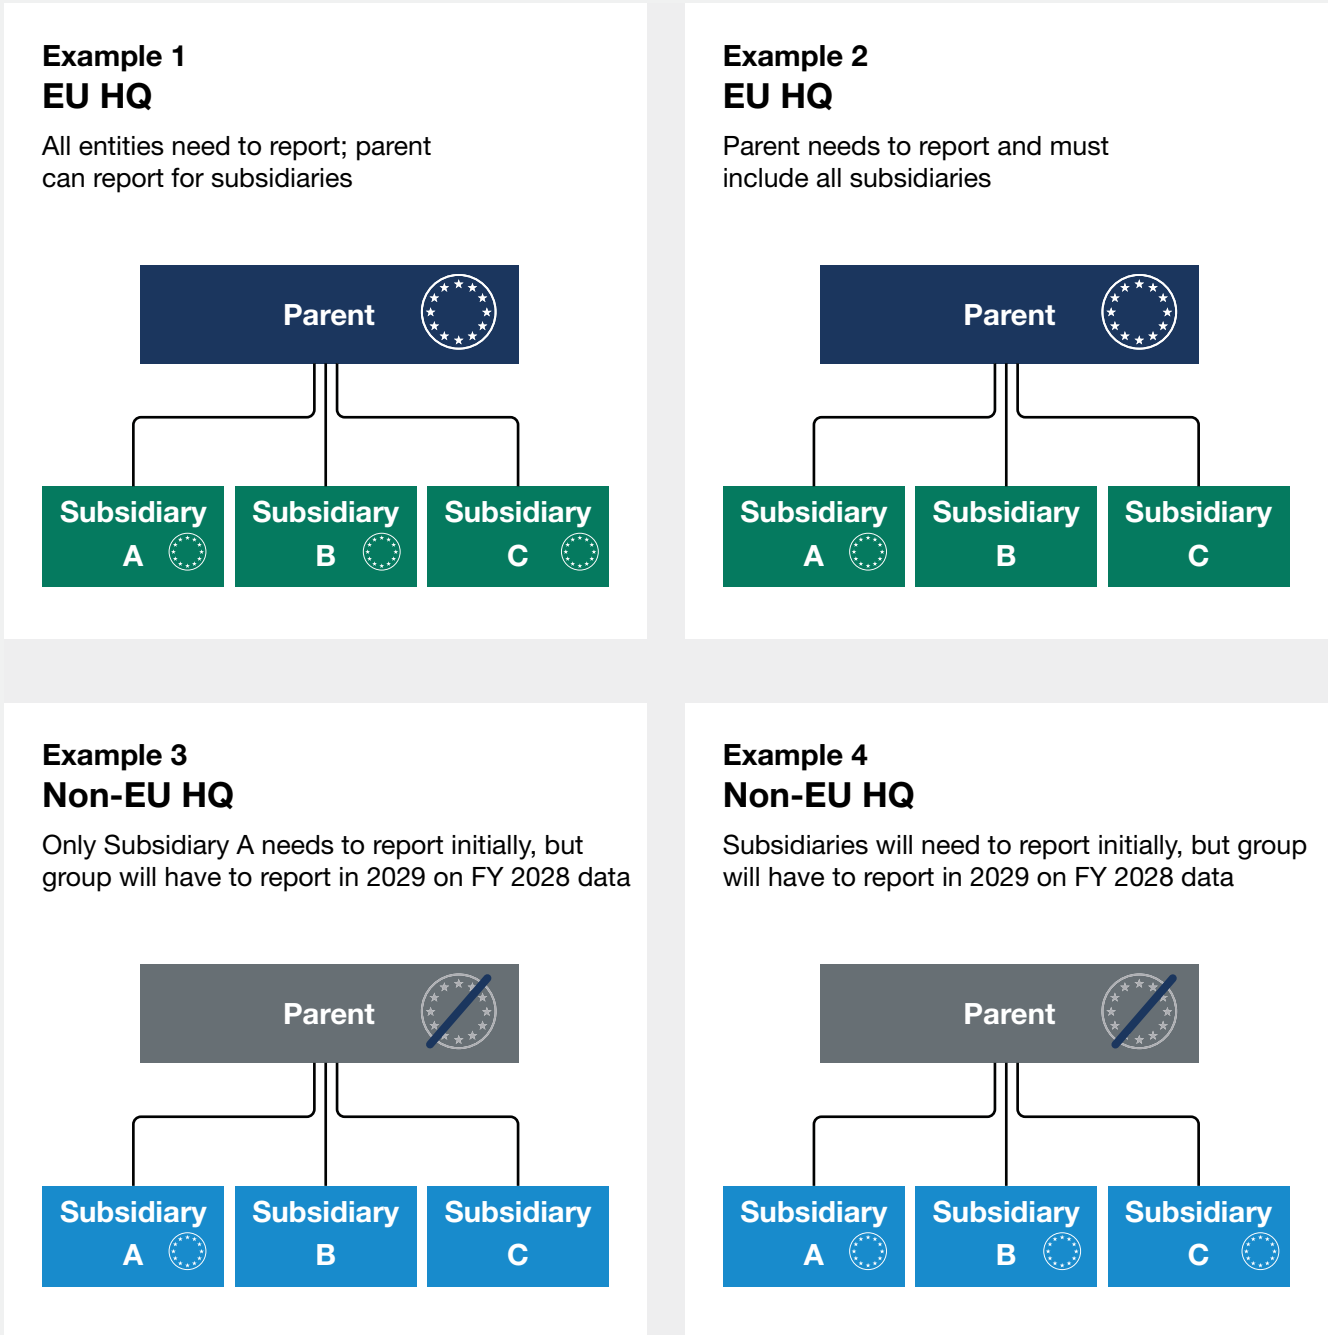 Example 1
EU HQ
All entities need to report; parent
can report for subsidiaries
Parent
Subsidiary
A
Subsidiary
B
Subsidiary
C
Example 2
EU HQ
Parent needs to report and must
include all subsidiaries
Parent
Subsidiary
A
Subsidiary
B
Subsidiary
C
Example 3
Non-EU HQ
Only Subsidiary A needs to report initially, but
group will have to report in 2029 on FY 2028 data
Parent
Subsidiary
A
Subsidiary
B
Subsidiary
C
Example 4
Non-EU HQ
Subsidiaries will need to report initially, but group
will have to report in 2029 on FY 2028 data
Parent
Subsidiary
A
Subsidiary
B
Subsidiary
C